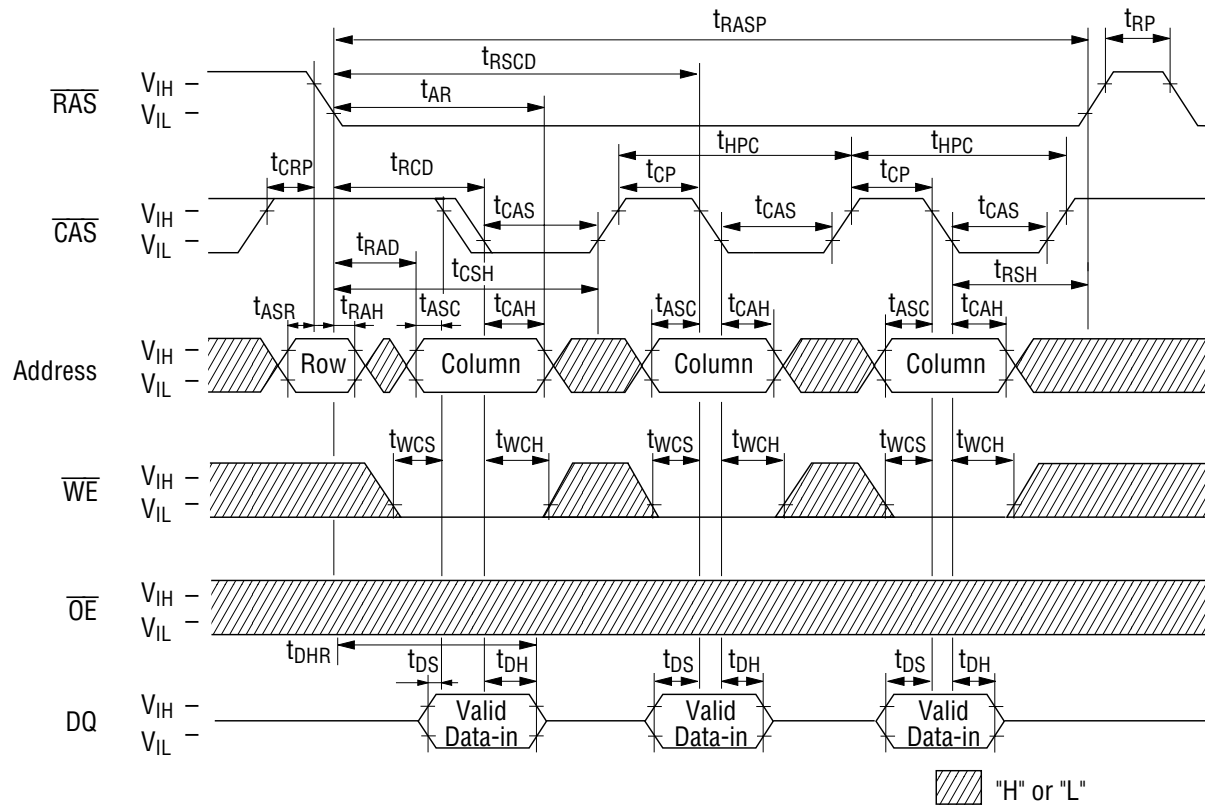 tRASP
tRP
tRSCD
VIH
RAS
VIL
tAR
tHPC
tHPC
tCRP
tRCD
tCP
tCP
VIH
CAS
VIL
tCAS
tCAS
tCAS
tRAD
tCSH
tRSH
tASR
tRAH
tASC
tCAH
tASC
tCAH
tASC
tCAH
VIH
Address
VIL
Row
Column
Column
Column
tWCS
tWCH
tWCS
tWCH
tWCS
tWCH
VIH
WE
VIL
VIH
OE
VIL
tDHR
tDS
tDH
tDS
tDH
tDS
tDH
VIH
DQ
VIL
Valid
Data-in
Valid
Data-in
Valid
Data-in
"H" or "L"